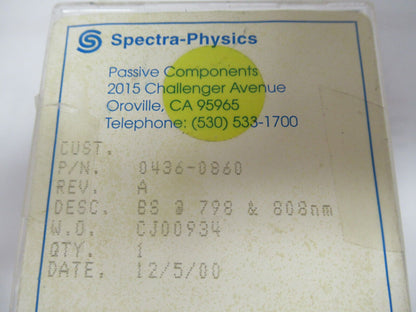 Spectra-Physics
Passive Components
2015 Challenger Avenue
Oroville, CA 95965
Telephone: (530) 533-1700
CUST.
P/N. 0436-0860
REV. A
DESC. BS @ 798 & 808nm
W.O. CJ00934
QTY. 1
DATE. 12/5/00